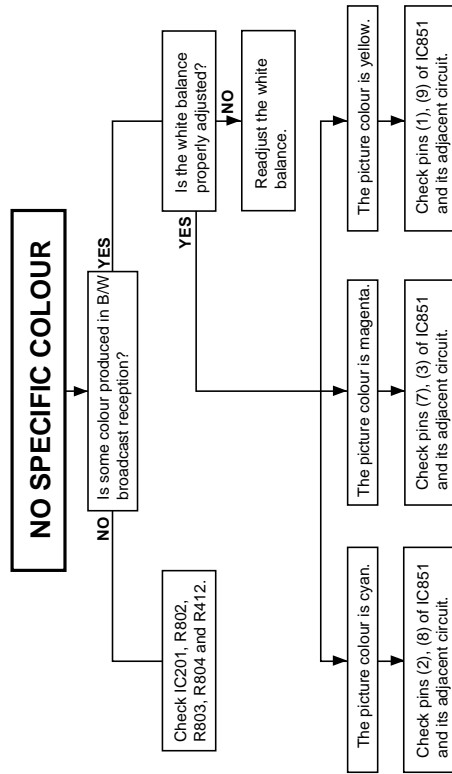 NO SPECIFIC COLOUR
Is some colour produced in B/W
broadcast reception?
NO
YES
Check IC201, R802,
R803, R804 and R412.
Is the white balance
properly adjusted?
YES
NO
Readjust the white
balance.
The picture colour is cyan.
The picture colour is magenta.
The picture colour is yellow.
Check pins (2), (8) of IC851
and its adjacent circuit.
Check pins (7), (3) of IC851
and its adjacent circuit.
Check pins (1), (9) of IC851
and its adjacent circuit.